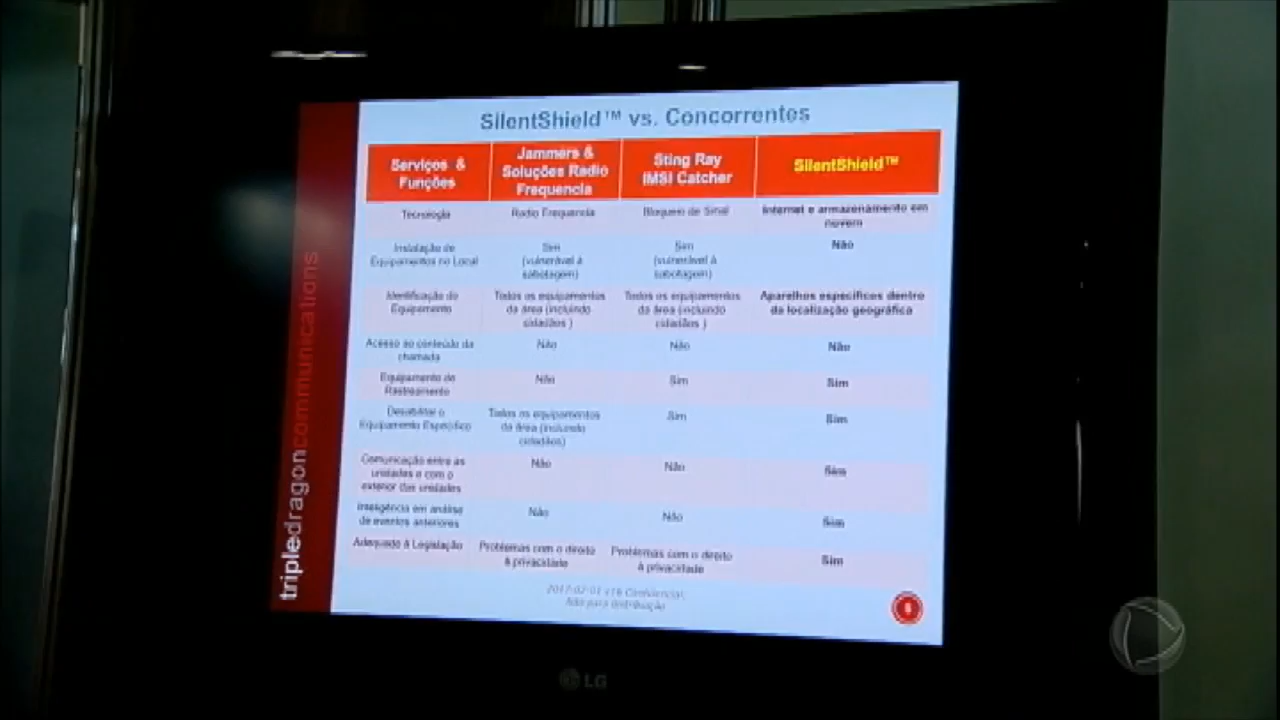 SilentShield™ vs. Concorrentes
Serviços & Funções
Jammers & Soluções Radio Frequencia
Sting Ray IMSI Catcher
SilentShield™
Tecnologia
Radio Frequencia
Bloqueio de Sinal
Internet e armazenamento em nuvem
Instalação de Equipamentos no Local
Sim (vulnerável à sabotagem)
Sim (vulnerável à sabotagem)
Não
Identificação do Equipamento
Todos os equipamentos da área (incluindo cidadãos )
Todos os equipamentos da área (incluindo cidadãos )
Aparelhos específicos dentro da localização geográfica
Acesso ao conteúdo da chamada
Não
Não
Não
Equipamento de Rastreamento
Não
Sim
Sim
Desabilitar o Equipamento Específico
Todos os equipamentos da área (incluindo cidadãos)
Sim
Sim
Comunicação entre as unidades e com o exterior das unidades
Não
Não
Sim
Inteligência em análise de eventos anteriores
Não
Não
Sim
Adequado à Legislação
Problemas com o direito à privacidade
Problemas com o direito à privacidade
Sim
Confidencial.
Não para distribuição
tripledragoncommunications
LG